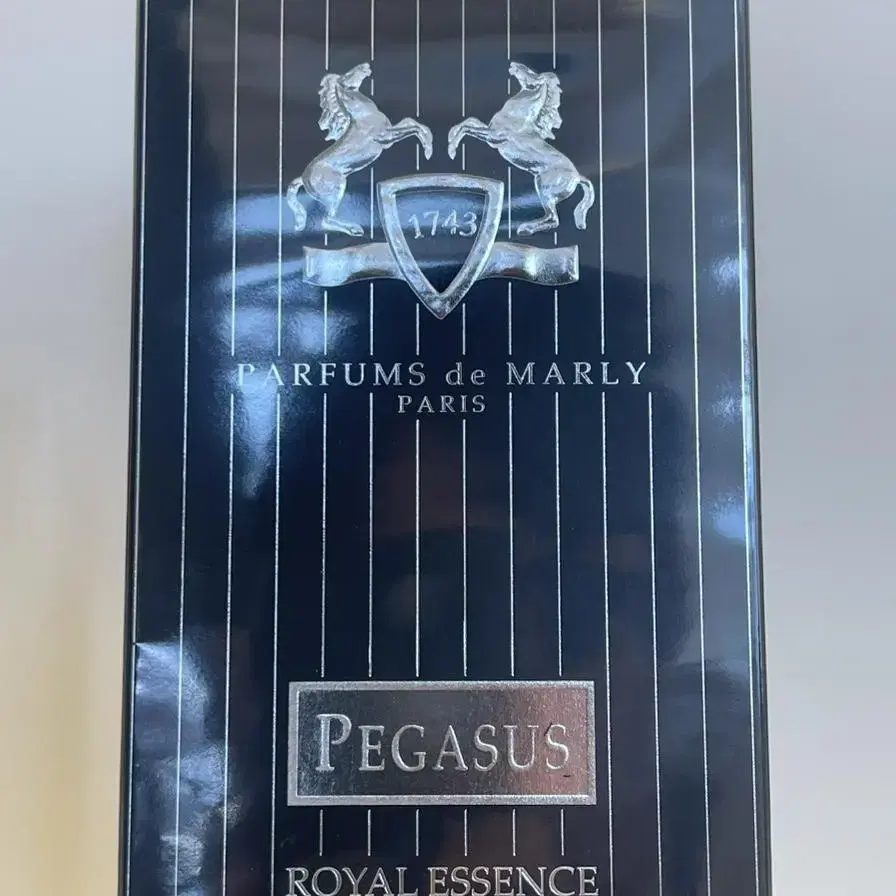 1743
PARFUMS de MARLY
PARIS
PEGASUS
ROYAL ESSENCE